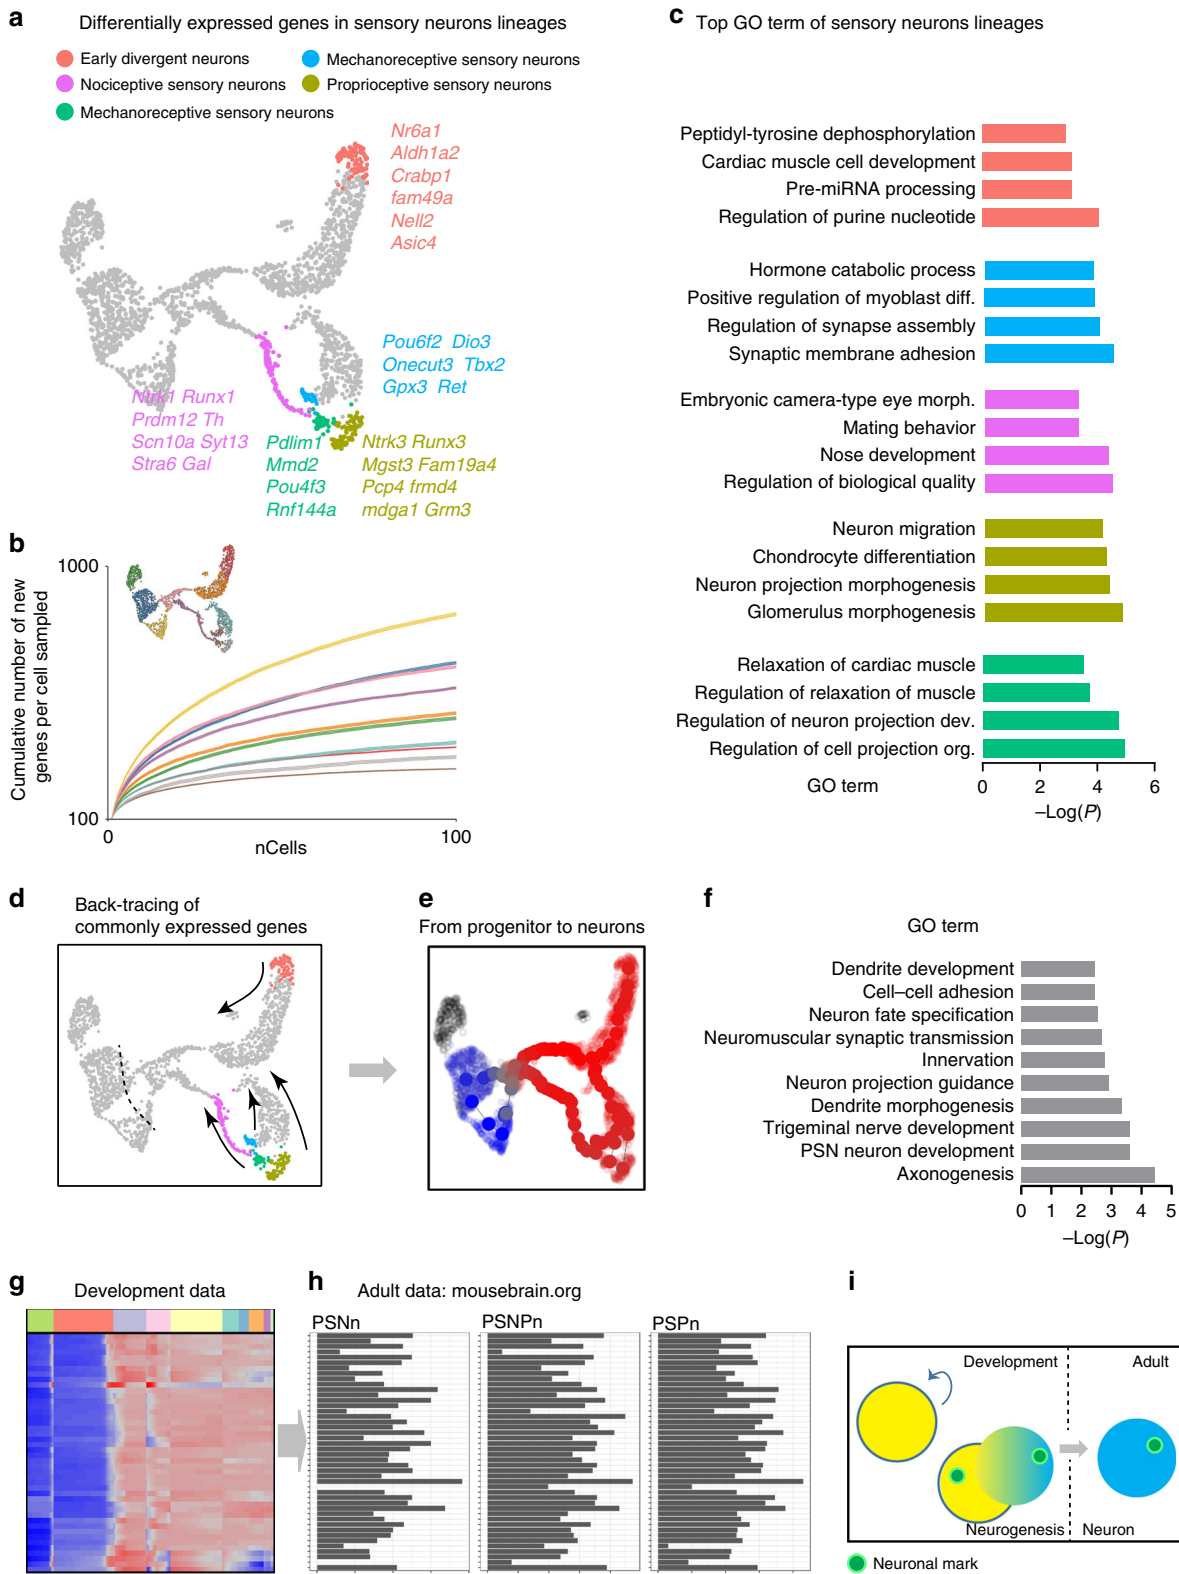 a
Differentially expressed genes in sensory neurons lineages
Early divergent neurons
Mechanoreceptive sensory neurons
Nociceptive sensory neurons
Proprioceptive sensory neurons
Mechanoreceptive sensory neurons
Nr6a1
Aldh1a2
Crabp1
fam49a
Nell2
Asic4
Pou6f2 Dio3
Onecut3 Tbx2
Gpx3 Ret
Ntrk1 Runx1
Prdm12 Th
Scn10a Syt13
Stra6 Gal
Pdlim1
Mmd2
Pou4f3
Rnf144a
Ntrk3 Runx3
Mgst3 Fam19a4
Pcp4 frmd4
mdga1 Grm3
b
Cumulative number of new
genes per cell sampled
1000
100
0
100
nCells
c
Top GO term of sensory neurons lineages
Peptidyl-tyrosine dephosphorylation
Cardiac muscle cell development
Pre-miRNA processing
Regulation of purine nucleotide
Hormone catabolic process
Positive regulation of myoblast diff.
Regulation of synapse assembly
Synaptic membrane adhesion
Embryonic camera-type eye morph.
Mating behavior
Nose development
Regulation of biological quality
Neuron migration
Chondrocyte differentiation
Neuron projection morphogenesis
Glomerulus morphogenesis
Relaxation of cardiac muscle
Regulation of relaxation of muscle
Regulation of neuron projection dev.
Regulation of cell projection org.
GO term
0 2 4 6
–Log(P)
d
Back-tracing of
commonly expressed genes
e
From progenitor to neurons
f
GO term
Dendrite development
Cell–cell adhesion
Neuron fate specification
Neuromuscular synaptic transmission
Innervation
Neuron projection guidance
Dendrite morphogenesis
Trigeminal nerve development
PSN neuron development
Axonogenesis
0 1 2 3 4 5
–Log(P)
g
Development data
h
Adult data: mousebrain.org
PSNn
PSNPn
PSPn
i
Development
Adult
Neurogenesis
Neuron
Neuronal mark